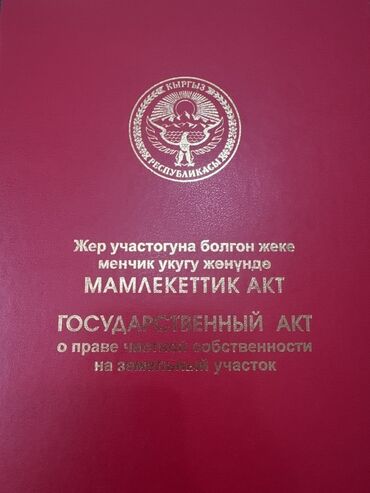 КЫРГЫЗ
РЕСПУБЛИКАСЫ
Жер участогуна болгон жеке
менчик укугу жөнүндө
МАМЛЕКЕТТИК АКТ
ГОСУДАРСТВЕННЫЙ АКТ
о праве частной собственности
на земельный участок